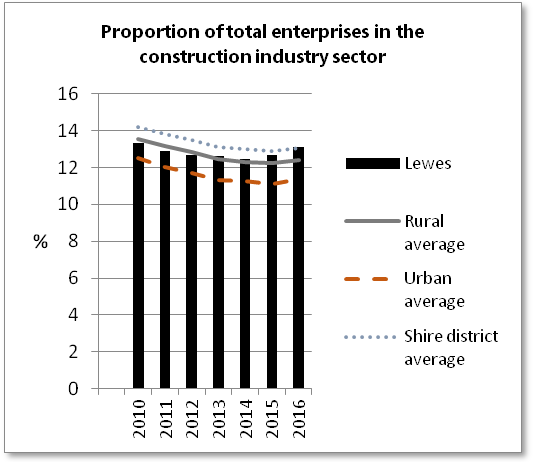 Proportion of total enterprises in the
construction industry sector
16
14
12
10
8
6
4
2
0
%
2010
2011
2012
2013
2014
2015
2016
Lewes
Rural
average
Urban
average
Shire district
average